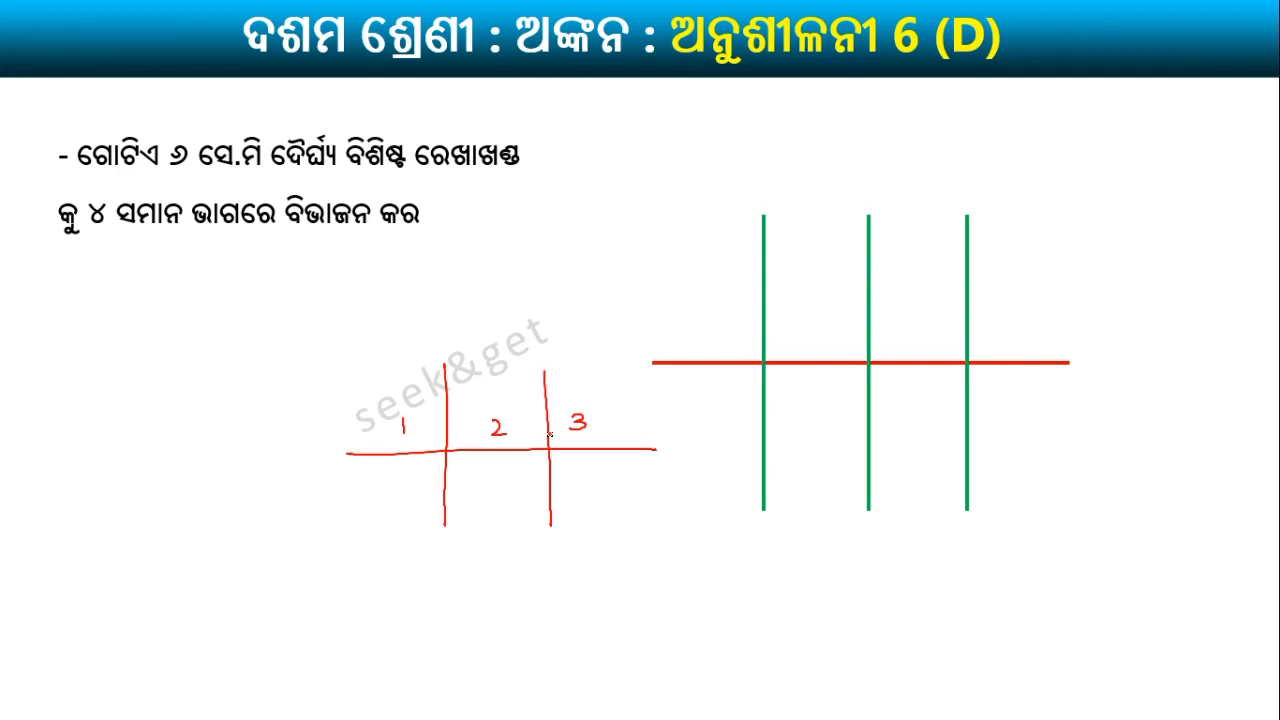 ଦଶମ ଶ୍ରେଣୀ : ଅଙ୍କନ : ଅନୁଶୀଳନୀ 6 (D)
- ଗୋଟିଏ ୬ ସେ.ମି ଦୈର୍ଘ୍ୟ ବିଶିଷ୍ଟ ରେଖାଖଣ୍ଡ
କୁ ୪ ସମାନ ଭାଗରେ ବିଭାଜନ କର
seek&get
1 2 3